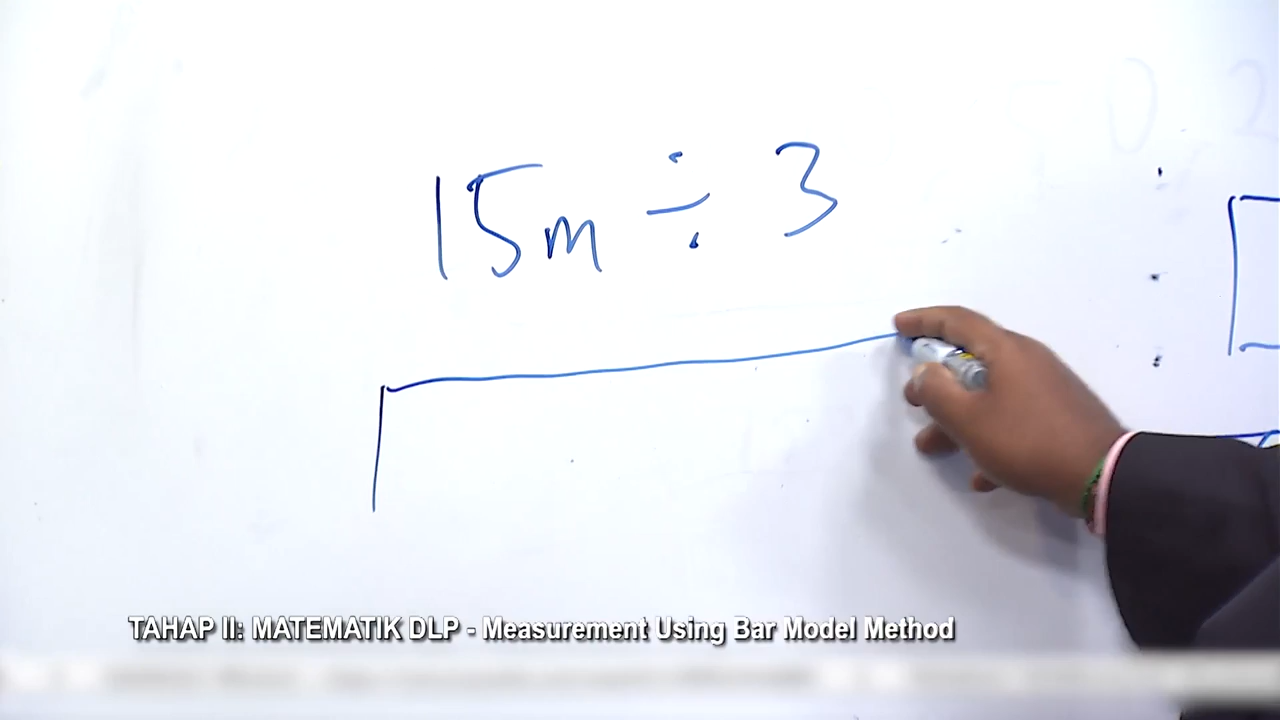 15m ÷ 3
TAHAP II: MATEMATIK DLP - Measurement Using Bar Model Method